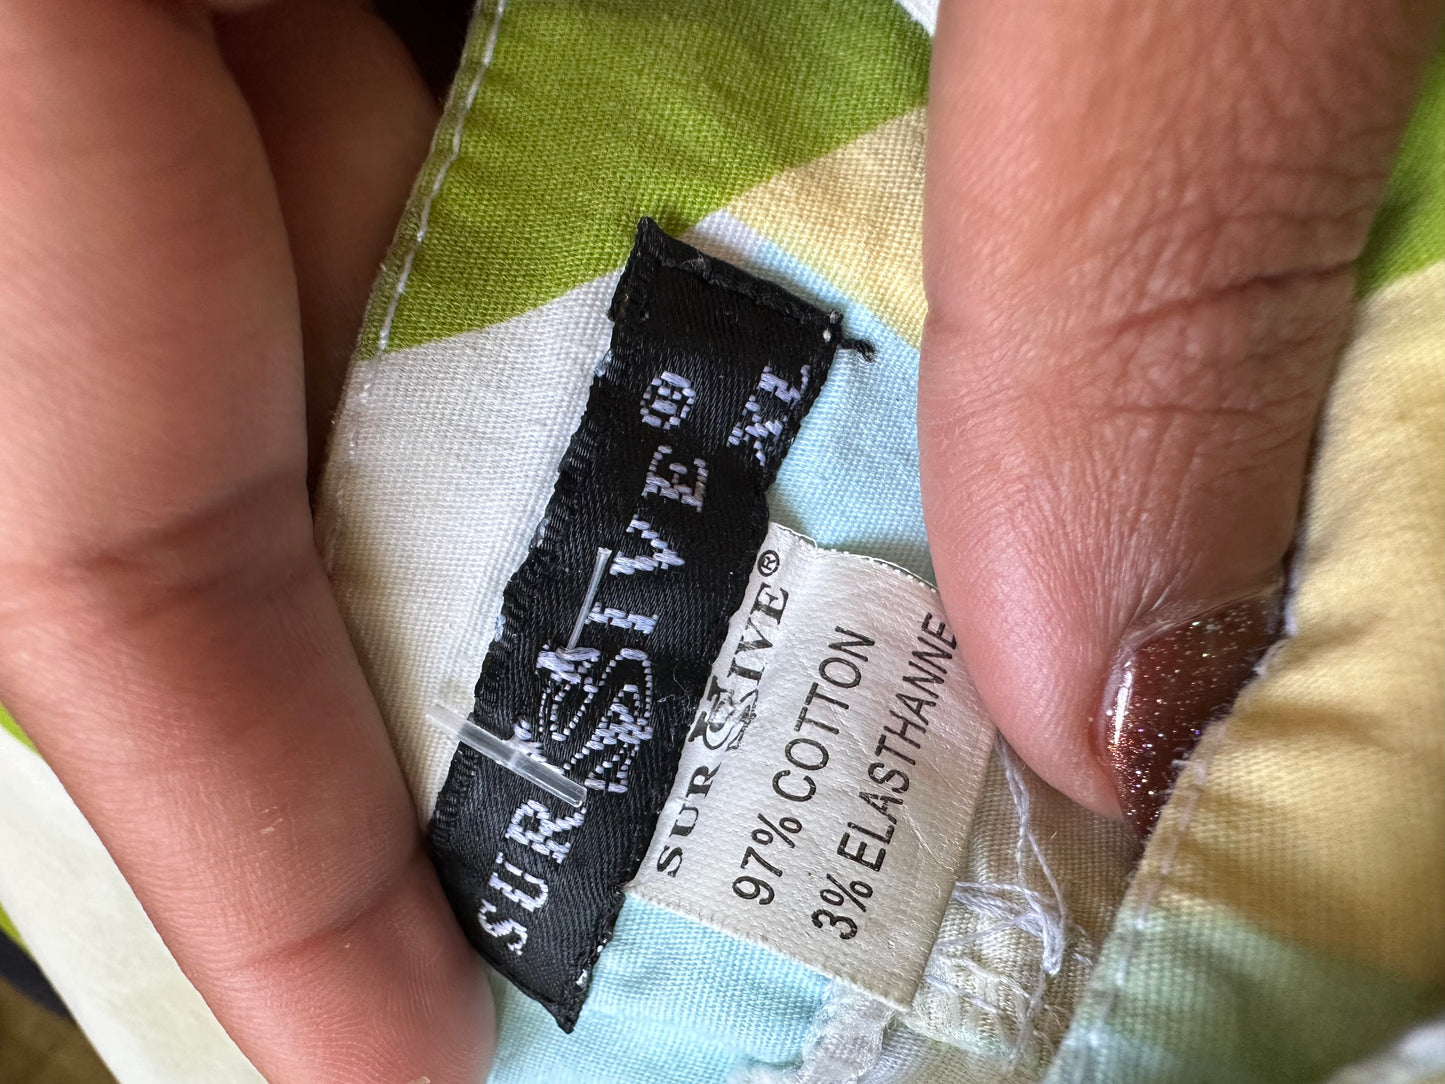 SURSIVE®
XL
SURSIVE®
97% COTTON
3% ELASTHANNE